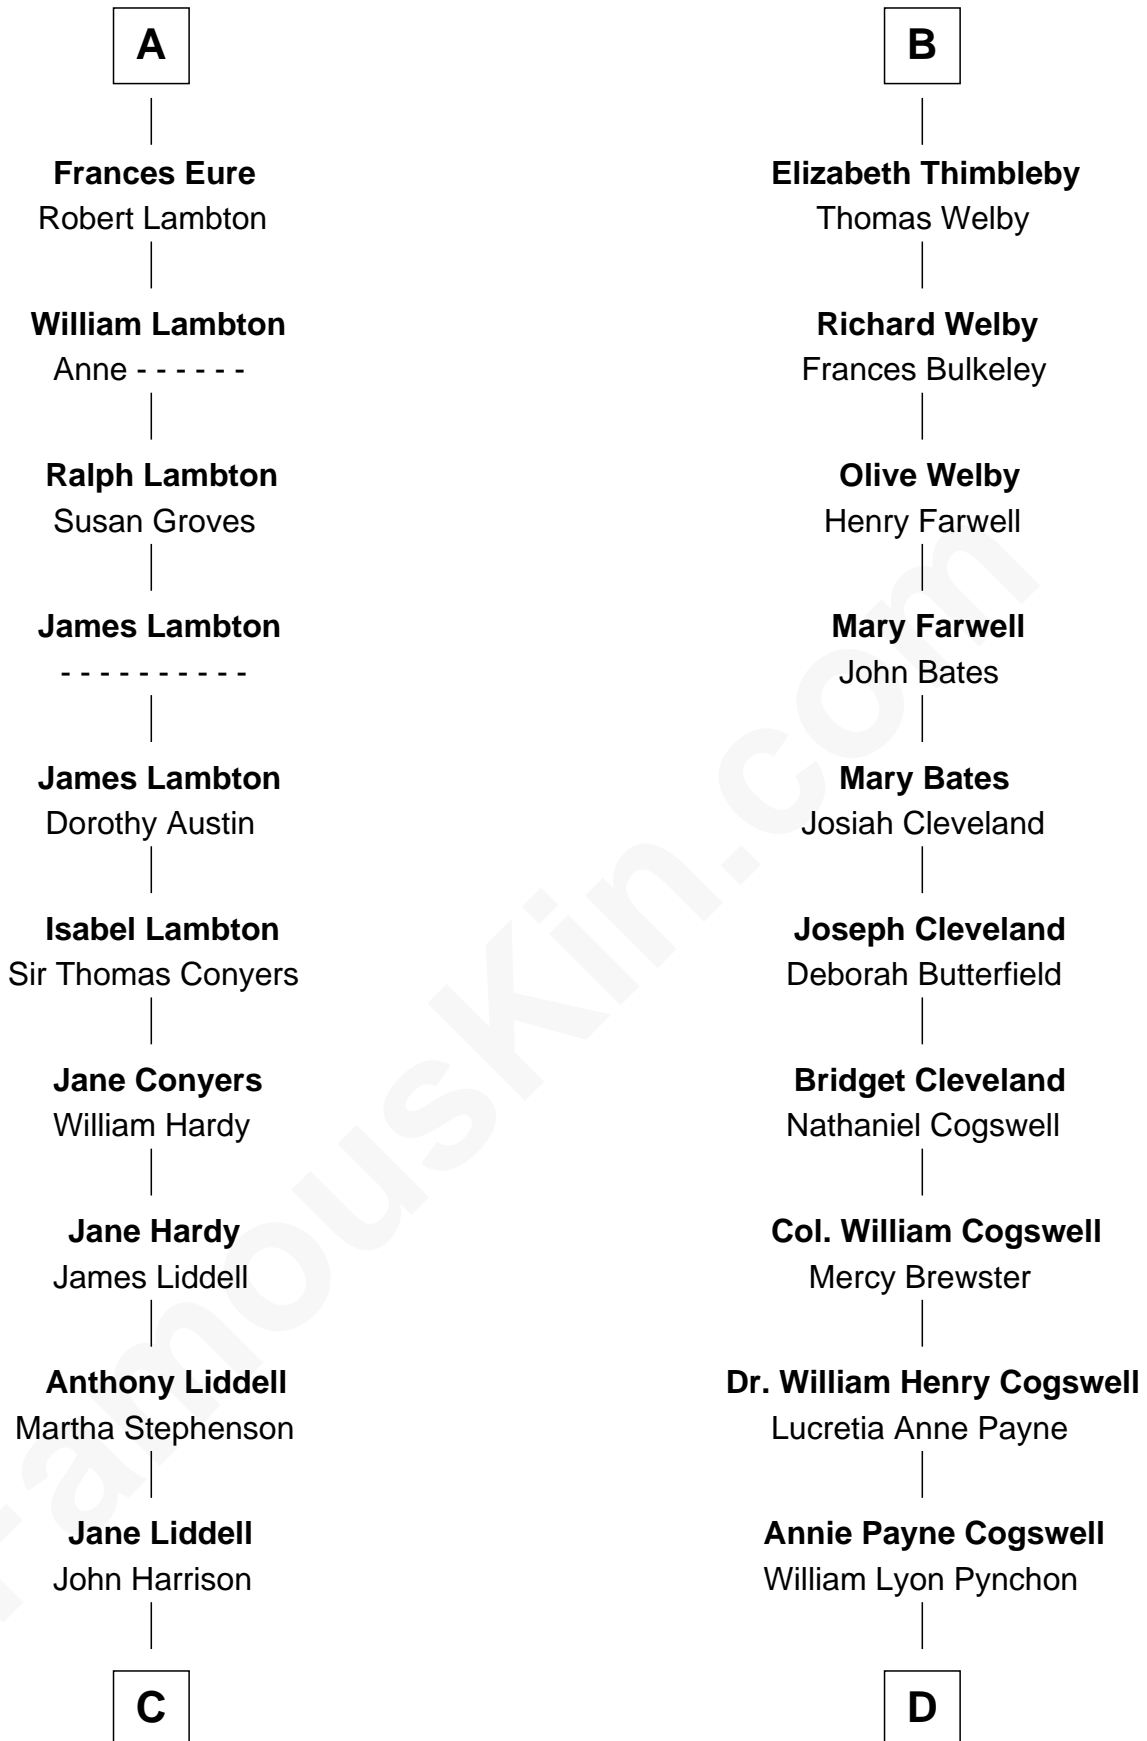 A
Frances Eure
Robert Lambton
William Lambton
Anne - - - - - -
Ralph Lambton
Susan Groves
James Lambton
- - - - - - - - - -
James Lambton
Dorothy Austin
Isabel Lambton
Sir Thomas Conyers
Jane Conyers
William Hardy
Jane Hardy
James Liddell
Anthony Liddell
Martha Stephenson
Jane Liddell
John Harrison
C
B
Elizabeth Thimbleby
Thomas Welby
Richard Welby
Frances Bulkeley
Olive Welby
Henry Farwell
Mary Farwell
John Bates
Mary Bates
Josiah Cleveland
Joseph Cleveland
Deborah Butterfield
Bridget Cleveland
Nathaniel Cogswell
Col. William Cogswell
Mercy Brewster
Dr. William Henry Cogswell
Lucretia Anne Payne
Annie Payne Cogswell
William Lyon Pynchon
D
FamousKin.com